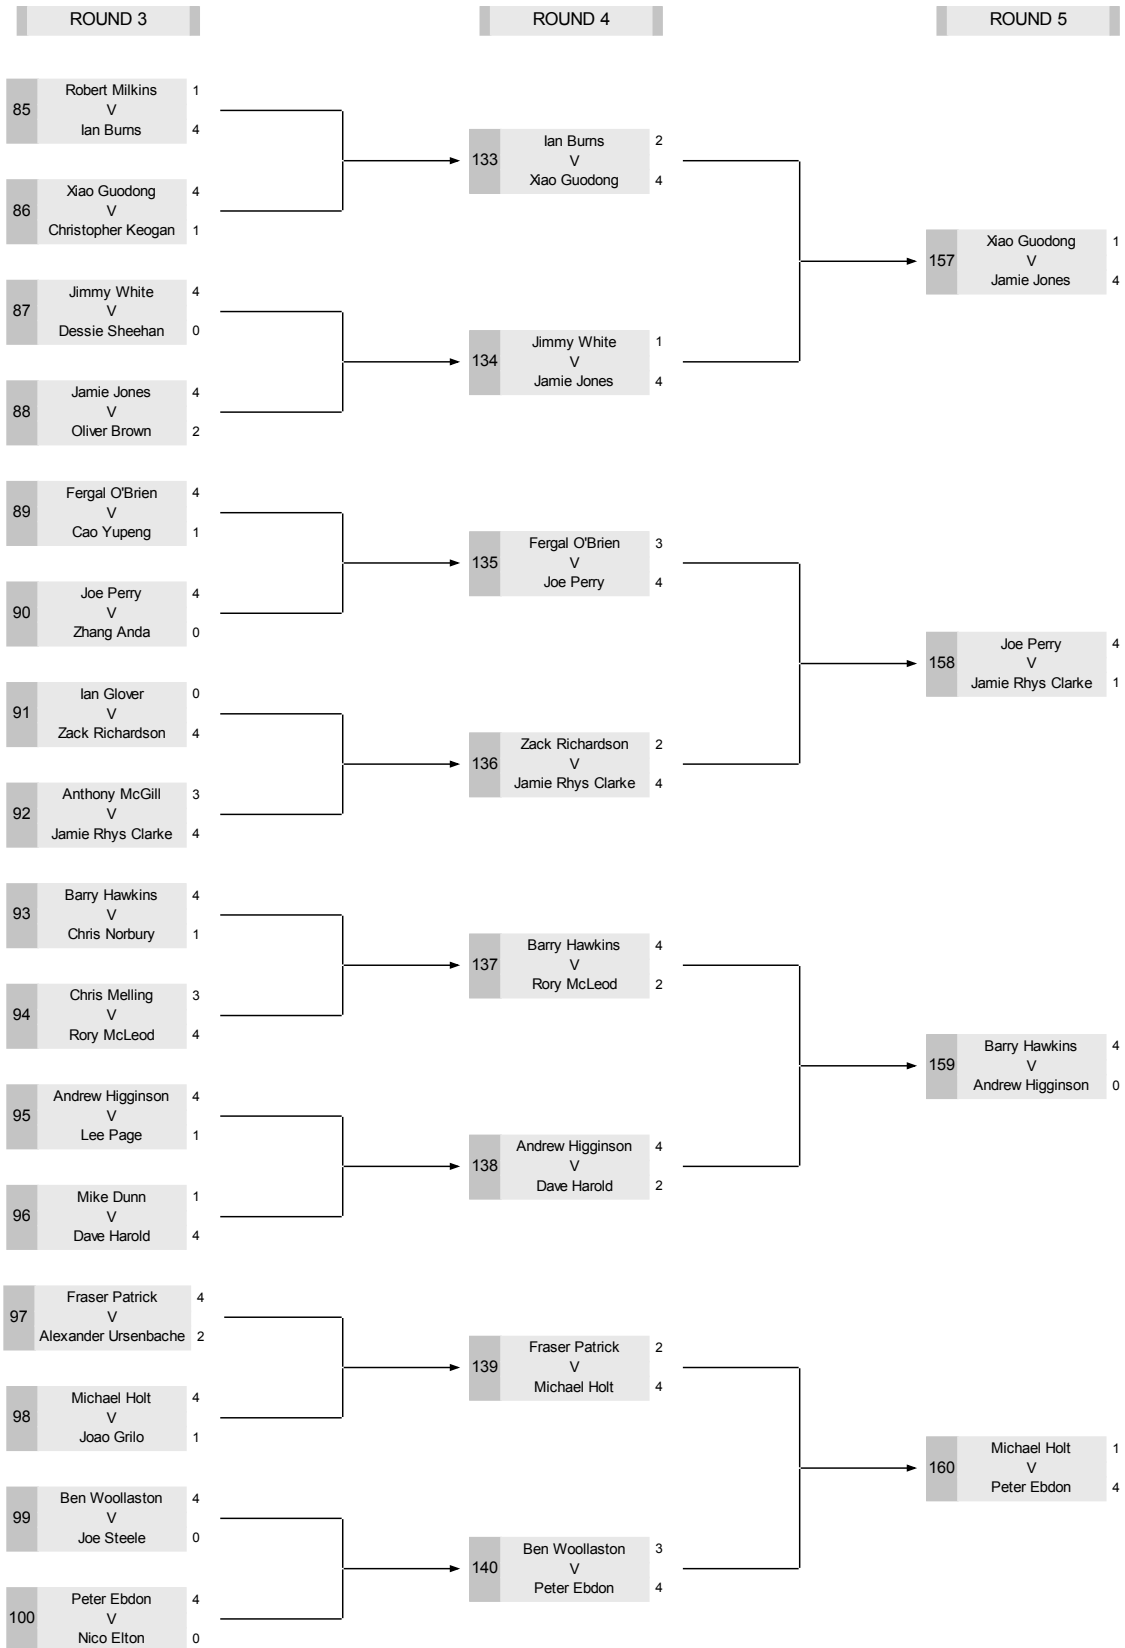 ROUND 3
ROUND 4
ROUND 5
85
Robert Milkins 1
V
Ian Burns 4
86
Xiao Guodong 4
V
Christopher Keogan 1
87
Jimmy White 4
V
Dessie Sheehan 0
88
Jamie Jones 4
V
Oliver Brown 2
89
Fergal O'Brien 4
V
Cao Yupeng 1
90
Joe Perry 4
V
Zhang Anda 0
91
Ian Glover 0
V
Zack Richardson 4
92
Anthony McGill 3
V
Jamie Rhys Clarke 4
93
Barry Hawkins 4
V
Chris Norbury 1
94
Chris Melling 3
V
Rory McLeod 4
95
Andrew Higginson 4
V
Lee Page 1
96
Mike Dunn 1
V
Dave Harold 4
97
Fraser Patrick 4
V
Alexander Ursenbache 2
98
Michael Holt 4
V
Joao Grilo 1
99
Ben Woollaston 4
V
Joe Steele 0
100
Peter Ebdon 4
V
Nico Elton 0
133
Ian Burns 2
V
Xiao Guodong 4
134
Jimmy White 1
V
Jamie Jones 4
135
Fergal O'Brien 3
V
Joe Perry 4
136
Zack Richardson 2
V
Jamie Rhys Clarke 4
137
Barry Hawkins 4
V
Rory McLeod 2
138
Andrew Higginson 4
V
Dave Harold 2
139
Fraser Patrick 2
V
Michael Holt 4
140
Ben Woollaston 3
V
Peter Ebdon 4
157
Xiao Guodong 1
V
Jamie Jones 4
158
Joe Perry 4
V
Jamie Rhys Clarke 1
159
Barry Hawkins 4
V
Andrew Higginson 0
160
Michael Holt 1
V
Peter Ebdon 4